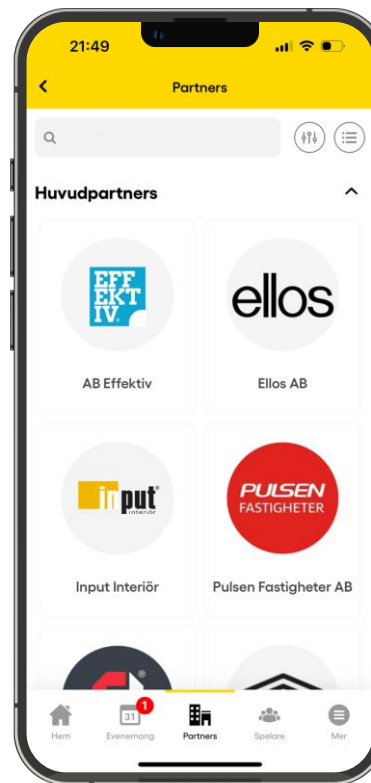 21:49
Partners
Huvudpartners
EFF
EKT
IV.
ellos
AB Effektiv
Ellos AB
input®
interiör
PULSEN
FASTIGHETER
Input Interiör
Pulsen Fastigheter AB
®
31
1
Hem
Evenemang
Partners
Spelare
Mer